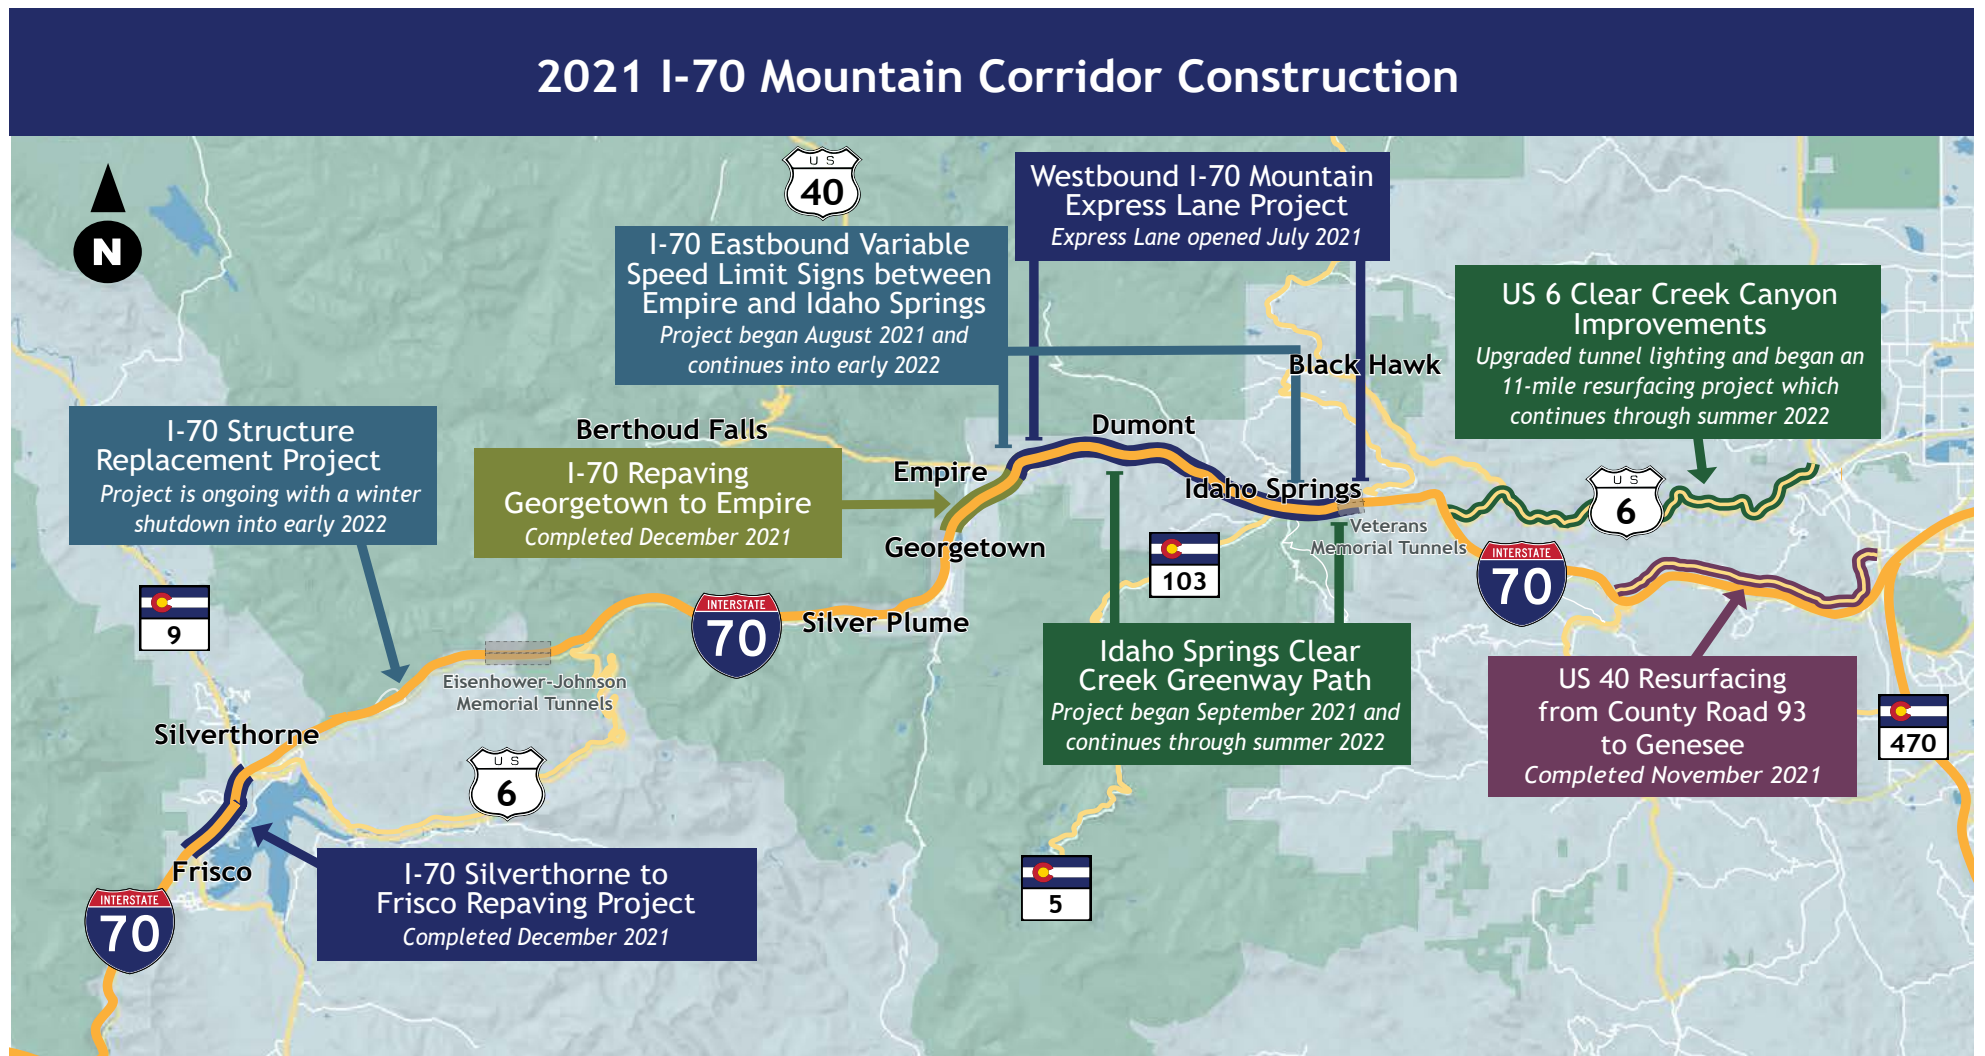 2021 I-70 Mountain Corridor Construction
N
US
40
Westbound I-70 Mountain
Express Lane Project
Express Lane opened July 2021
I-70 Eastbound Variable
Speed Limit Signs between
Empire and Idaho Springs
Project began August 2021 and
continues into early 2022
US 6 Clear Creek Canyon
Improvements
Upgraded tunnel lighting and began an
11-mile resurfacing project which
continues through summer 2022
Black Hawk
I-70 Structure
Replacement Project
Project is ongoing with a winter
shutdown into early 2022
Berthoud Falls
Dumont
I-70 Repaving
Georgetown to Empire
Completed December 2021
Empire
Idaho Springs
US
6
Veterans
Memorial Tunnels
Georgetown
103
INTERSTATE
70
9
INTERSTATE
70
Silver Plume
Idaho Springs Clear
Creek Greenway Path
Project began September 2021 and
continues through summer 2022
US 40 Resurfacing
from County Road 93
to Genesee
Completed November 2021
Eisenhower-Johnson
Memorial Tunnels
470
Silverthorne
US
6
Frisco
I-70 Silverthorne to
Frisco Repaving Project
Completed December 2021
5
INTERSTATE
70